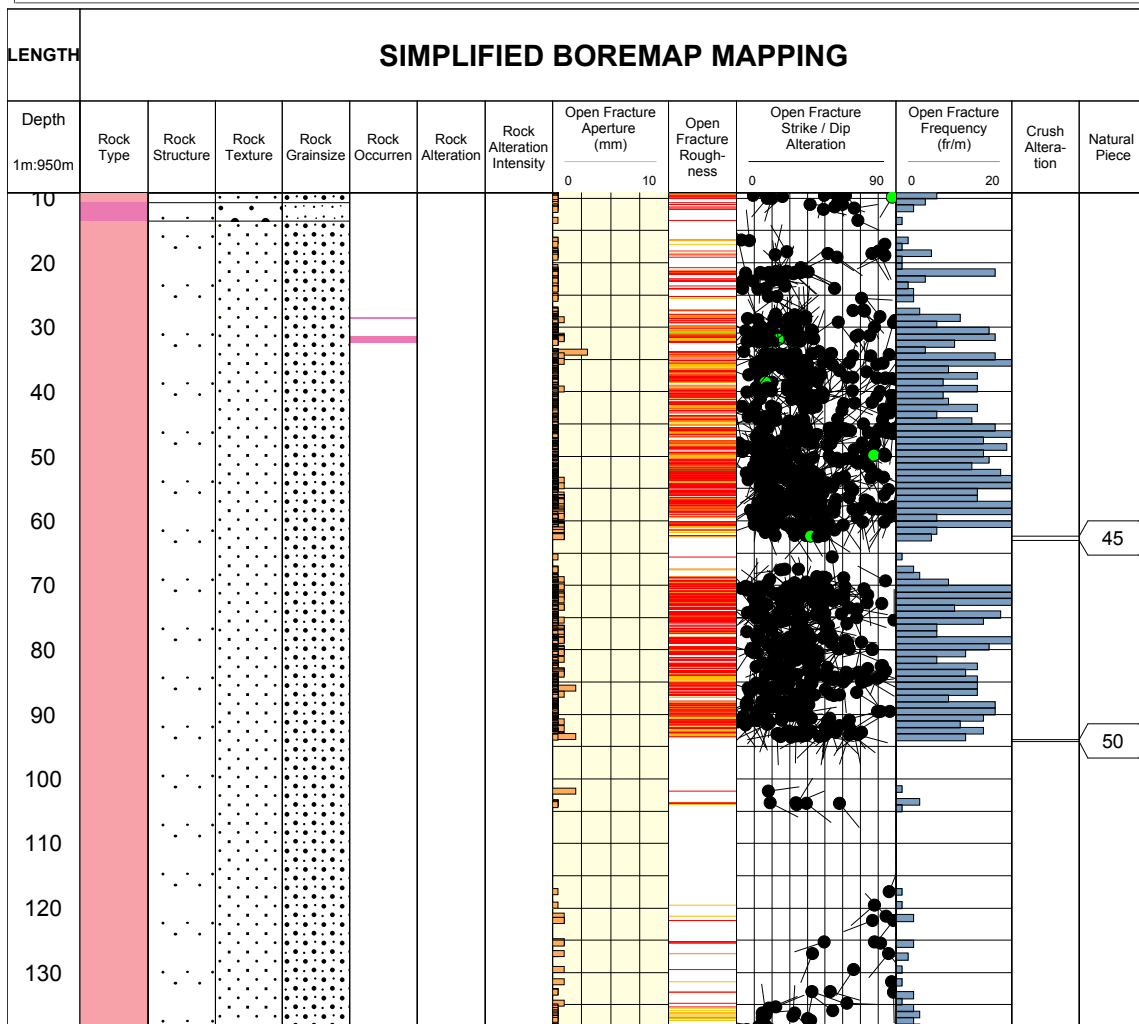 LENGTH
SIMPLIFIED BOREMAP MAPPING
Depth
1m:950m
Rock
Type
Rock
Structure
Rock
Texture
Rock
Grainsize
Rock
Occurren
Rock
Alteration
Rock
Alteration
Intensity
Open Fracture
Aperture
(mm)
0 10
Open
Fracture
Rough-
ness
Open Fracture
Strike / Dip
Alteration
0 90
Open Fracture
Frequency
(fr/m)
0 20
Crush
Altera-
tion
Natural
Piece
10
20
30
40
50
60
45
70
80
90
50
100
110
120
130